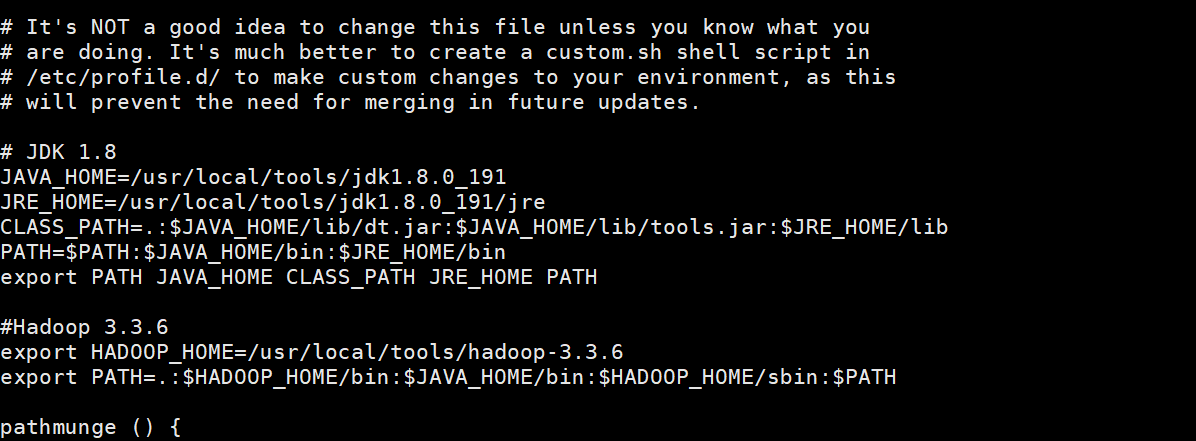 # It's NOT a good idea to change this file unless you know what you
# are doing. It's much better to create a custom.sh shell script in
# /etc/profile.d/ to make custom changes to your environment, as this
# will prevent the need for merging in future updates.
# JDK 1.8
JAVA_HOME=/usr/local/tools/jdk1.8.0_191
JRE_HOME=/usr/local/tools/jdk1.8.0_191/jre
CLASS_PATH=.:$JAVA_HOME/lib/dt.jar:$JAVA_HOME/lib/tools.jar:$JRE_HOME/lib
PATH=$PATH:$JAVA_HOME/bin:$JRE_HOME/bin
export PATH JAVA_HOME CLASS_PATH JRE_HOME PATH
#Hadoop 3.3.6
export HADOOP_HOME=/usr/local/tools/hadoop-3.3.6
export PATH=.:$HADOOP_HOME/bin:$JAVA_HOME/bin:$HADOOP_HOME/sbin:$PATH
pathmunge () {